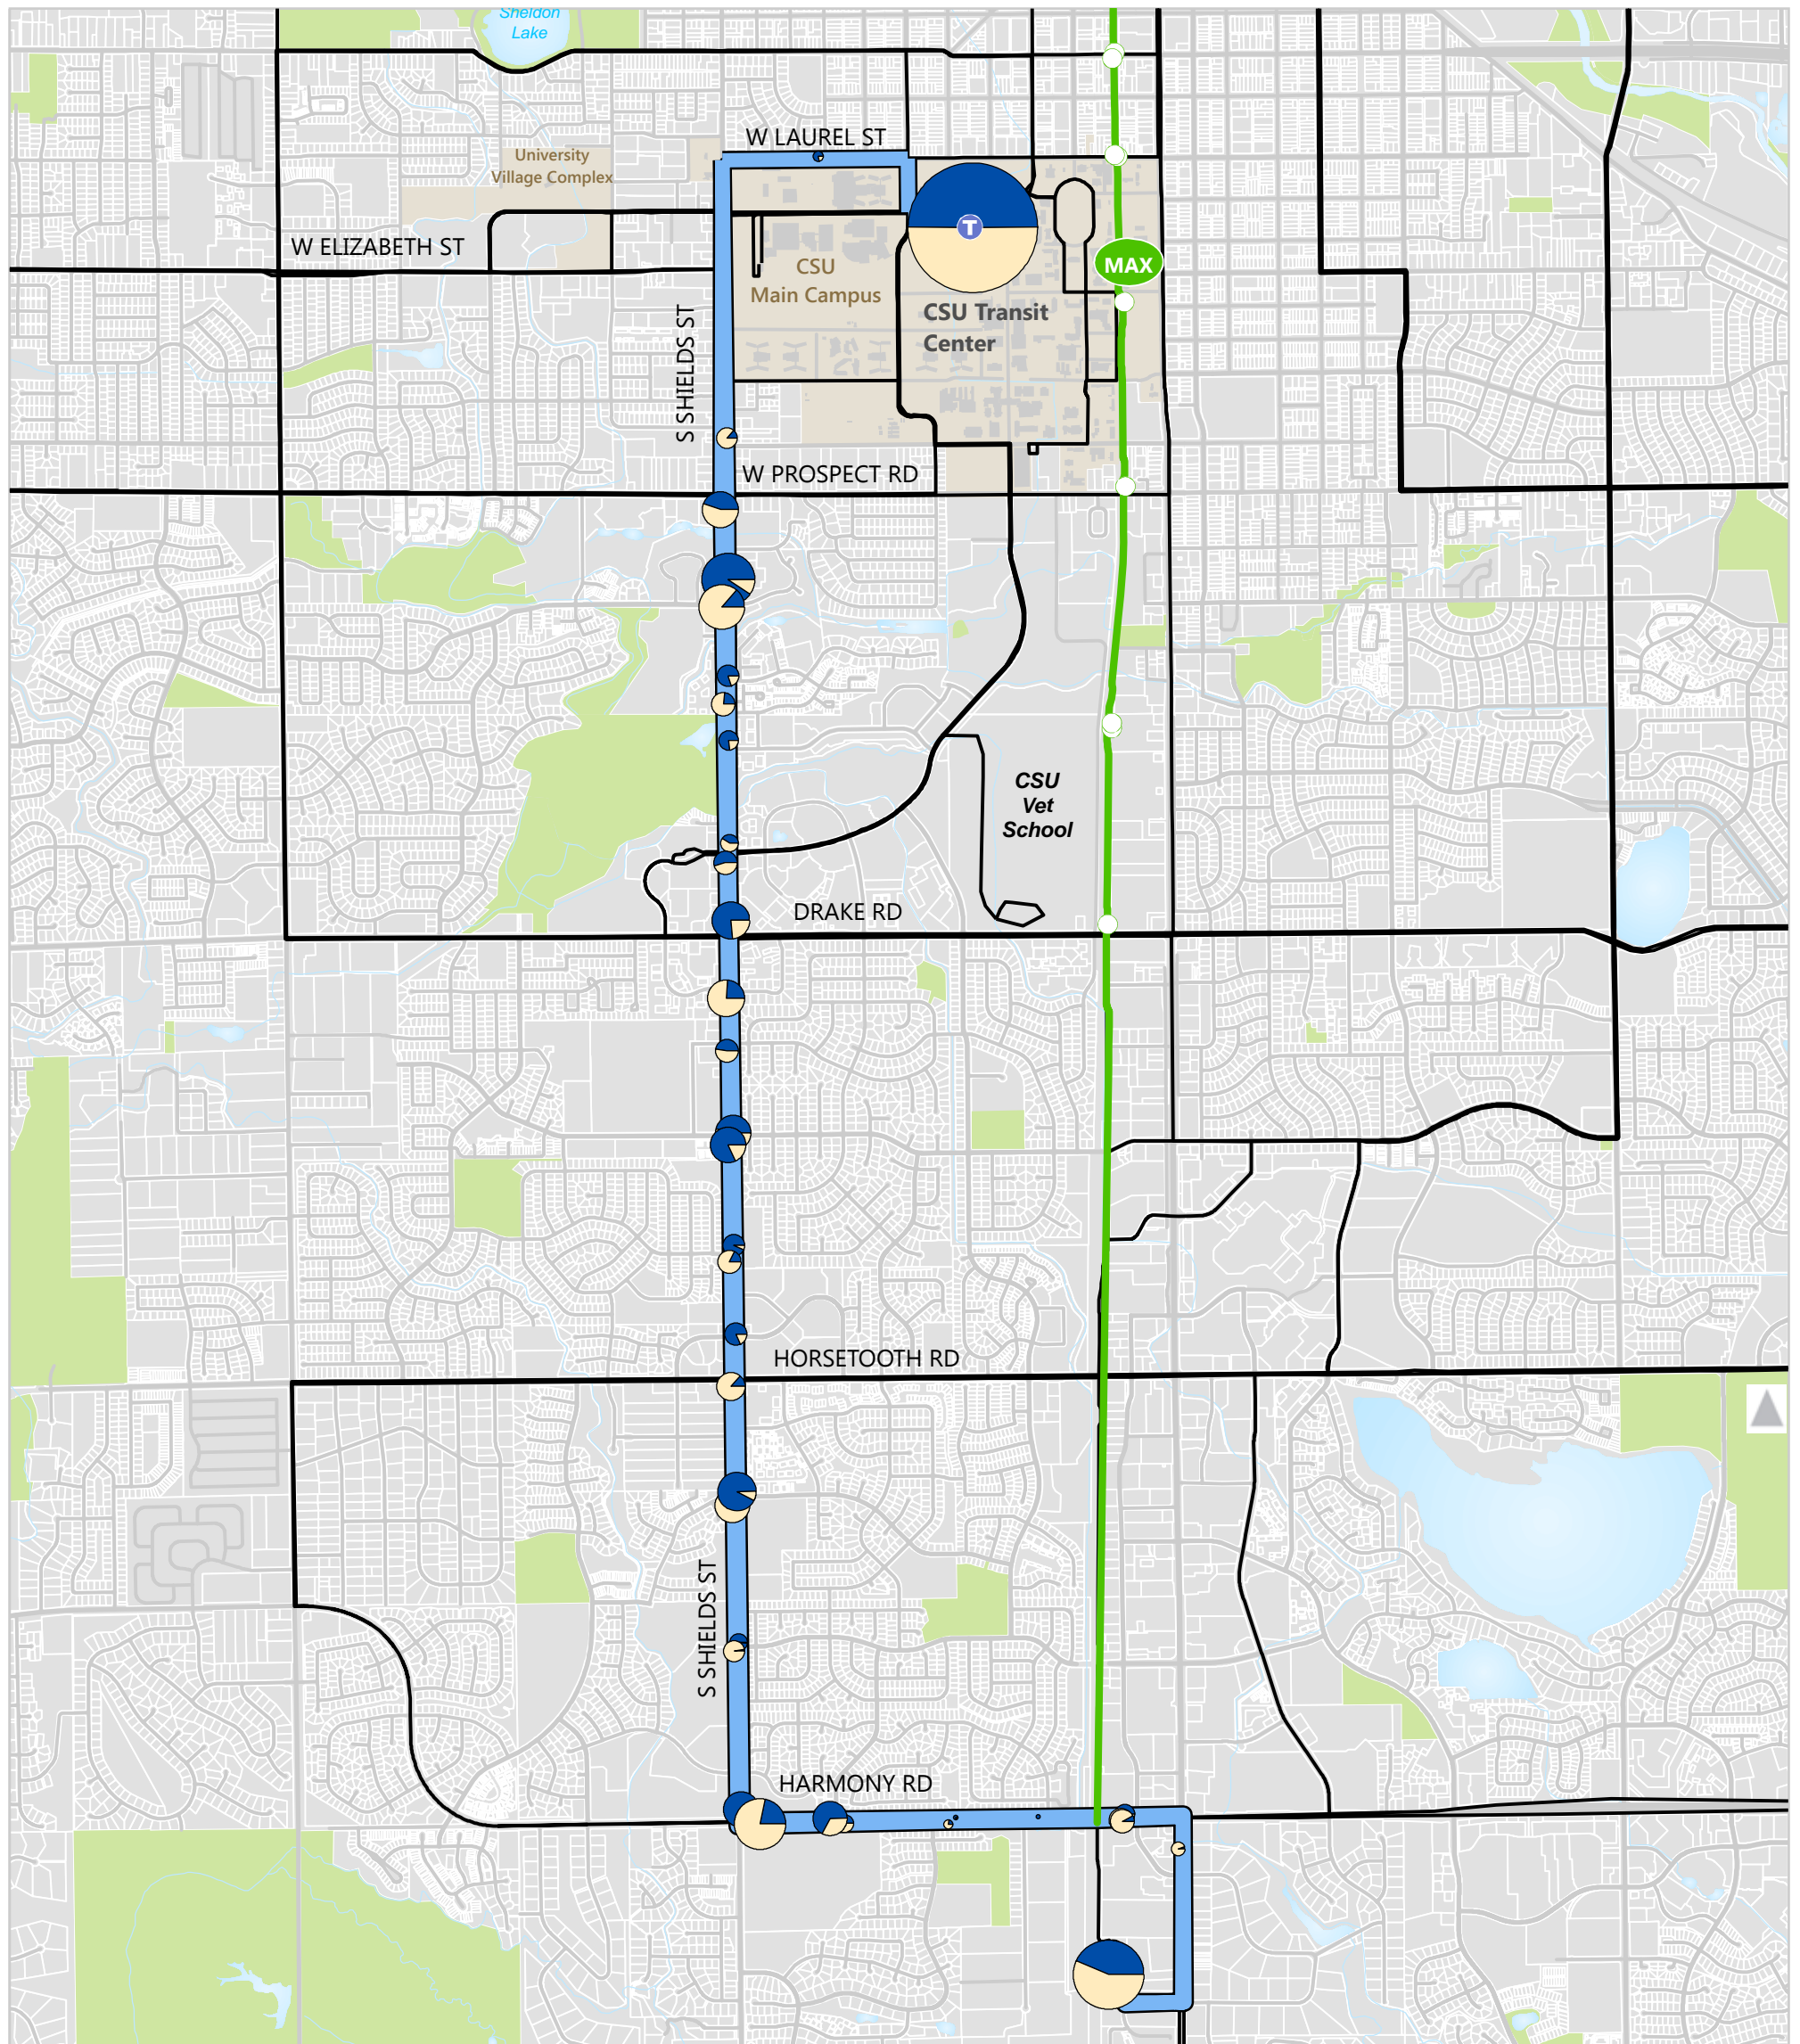 Sheldon
Lake
W LAUREL ST
University
Village Complex
T
W ELIZABETH ST
MAX
CSU
Main Campus
CSU Transit
Center
S SHIELDS ST
W PROSPECT RD
CSU
Vet
School
DRAKE RD
HORSETOOTH RD
S SHIELDS ST
HARMONY RD